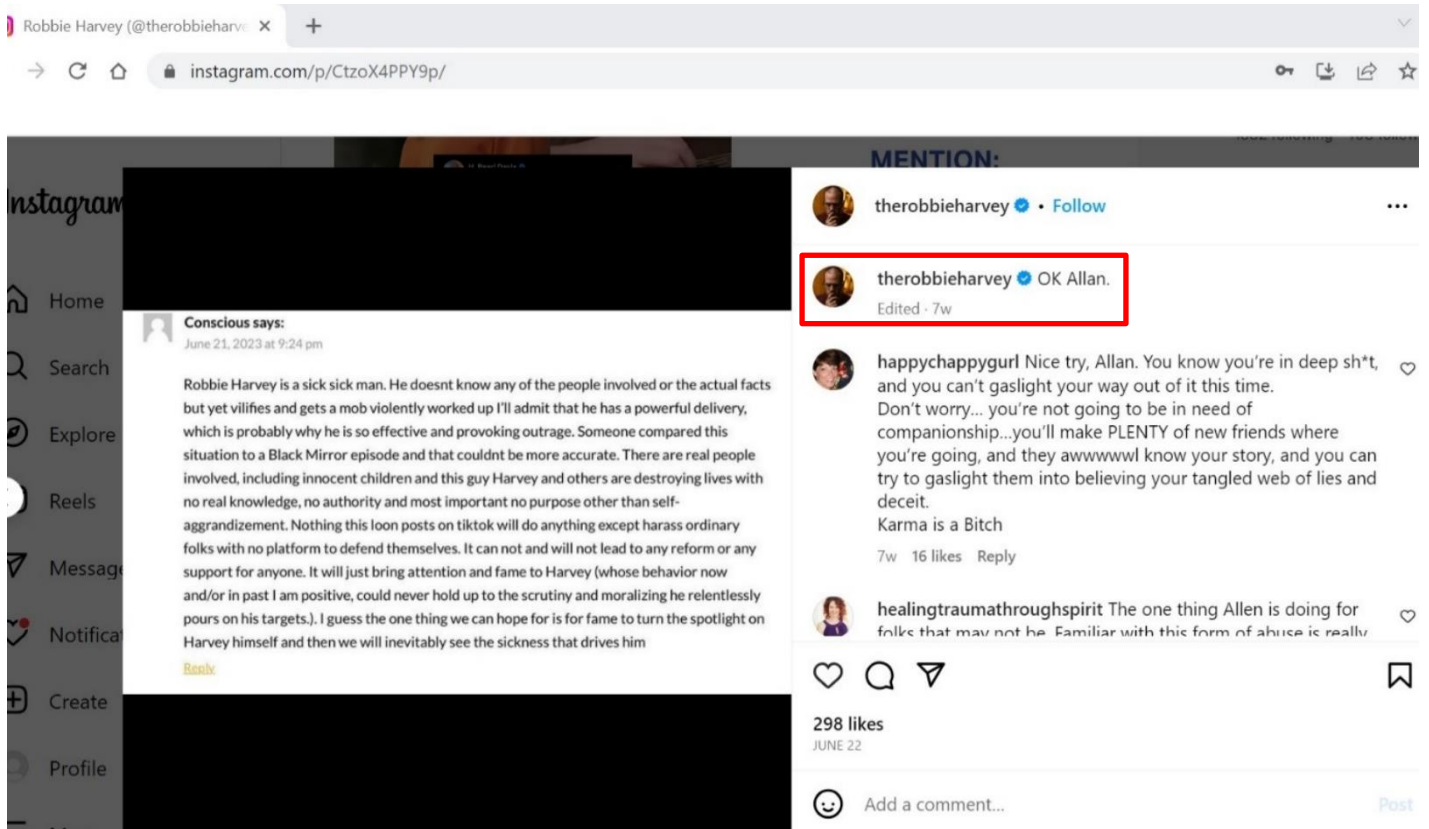 Robbie Harvey (@therobbieharve
instagram.com/p/CtzoX4PPY9p/
MENTION:
Instagram
Home
Search
Explore
Reels
Message
Notificat
Create
Profile
Conscious says:
June 21, 2023 at 9:24 pm
Robbie Harvey is a sick sick man. He doesnt know any of the people involved or the actual facts
but yet vilifies and gets a mob violently worked up I'll admit that he has a powerful delivery,
which is probably why he is so effective and provoking outrage. Someone compared this
situation to a Black Mirror episode and that couldnt be more accurate. There are real people
involved, including innocent children and this guy Harvey and others are destroying lives with
no real knowledge, no authority and most important no purpose other than self-
aggrandizement. Nothing this loon posts on tiktok will do anything except harass ordinary
folks with no platform to defend themselves. It can not and will not lead to any reform or any
support for anyone. It will just bring attention and fame to Harvey (whose behavior now
and/or in past I am positive, could never hold up to the scrutiny and moralizing he relentlessly
pours on his targets.). I guess the one thing we can hope for is for fame to turn the spotlight on
Harvey himself and then we will inevitably see the sickness that drives him
Reply
therobbieharvey • Follow
therobbieharvey OK Allan.
Edited · 7w
happychappygurl Nice try, Allan. You know you're in deep sh*t,
and you can't gaslight your way out of it this time.
Don't worry... you're not going to be in need of
companionship...you'll make PLENTY of new friends where
you're going, and they awwwwwl know your story, and you can
try to gaslight them into believing your tangled web of lies and
deceit.
Karma is a Bitch
7w 16 likes Reply
healingtraumathroughspirit The one thing Allen is doing for
folks that may not be. Familiar with this form of abuse is really
298 likes
JUNE 22
Add a comment...
Post